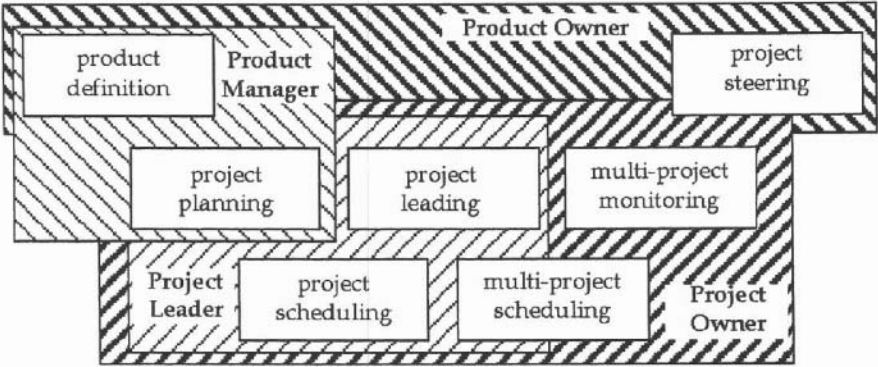 Product Owner
product
definition
Product
Manager
project
steering
project
planning
project
leading
multi-project
monitoring
Project
Leader
project
scheduling
multi-project
scheduling
Project
Owner